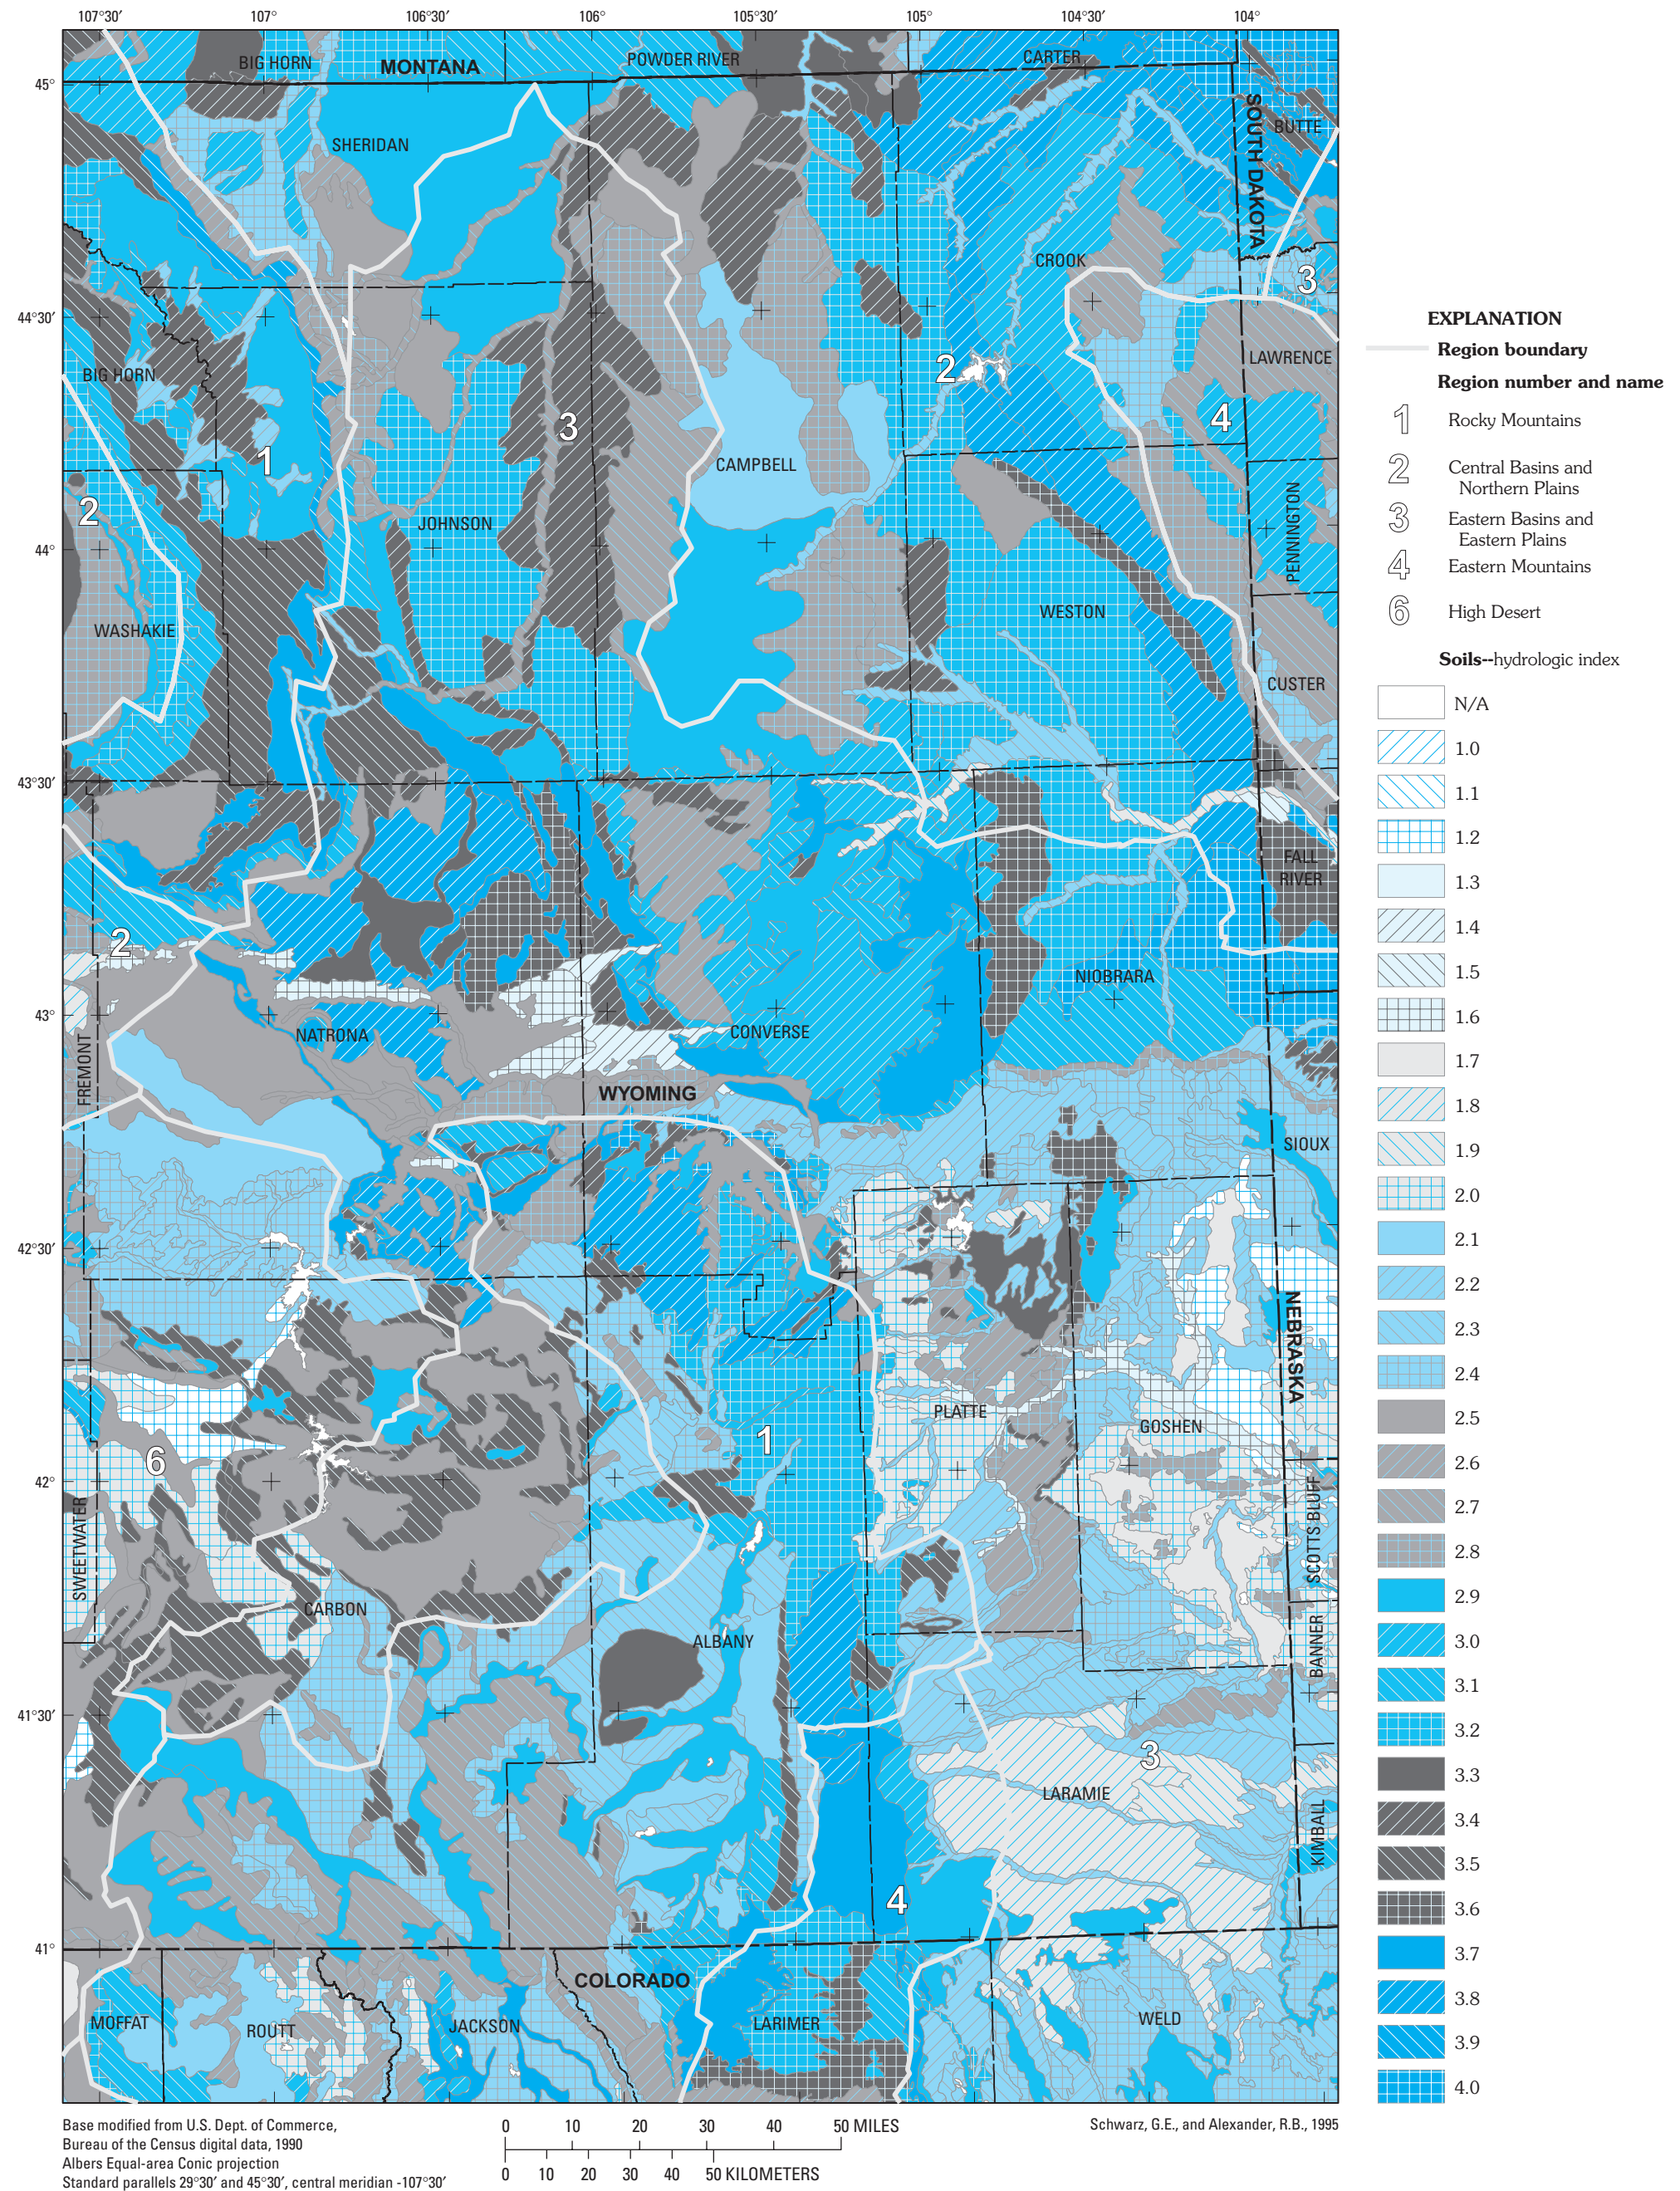 107°30′ 107° 106°30′ 106° 105°30′ 105° 104°30′ 104°
45°
44°30′
44°
43°30′
43°
42°30′
42°
41°30′
41°
BIG HORN
MONTANA
POWDER RIVER
CARTER
SHERIDAN
SOUTH DAKOTA
BUTTE
CROOK
3
LAWRENCE
BIG HORN
2
4
3
1
CAMPBELL
2
JOHNSON
PENNINGTON
WASHAKIE
WESTON
CUSTER
FALL
RIVER
2
NIOBRARA
NATRONA
CONVERSE
FREMONT
WYOMING
SIOUX
NEBRASKA
PLATTE
GOSHEN
1
6
SWEETWATER
SCOTTS BLUFF
CARBON
ALBANY
BANNER
3
LARAMIE
KIMBALL
4
COLORADO
MOFFAT
ROUTT
JACKSON
LARIMER
WELD
EXPLANATION
Region boundary
Region number and name
1 Rocky Mountains
2 Central Basins and
Northern Plains
3 Eastern Basins and
Eastern Plains
4 Eastern Mountains
6 High Desert
Soils--hydrologic index
N/A
1.0
1.1
1.2
1.3
1.4
1.5
1.6
1.7
1.8
1.9
2.0
2.1
2.2
2.3
2.4
2.5
2.6
2.7
2.8
2.9
3.0
3.1
3.2
3.3
3.4
3.5
3.6
3.7
3.8
3.9
4.0
Base modified from U.S. Dept. of Commerce,
Bureau of the Census digital data, 1990
Albers Equal-area Conic projection
Standard parallels 29°30′ and 45°30′, central meridian -107°30′
0 10 20 30 40 50 MILES
0 10 20 30 40 50 KILOMETERS
Schwarz, G.E., and Alexander, R.B., 1995